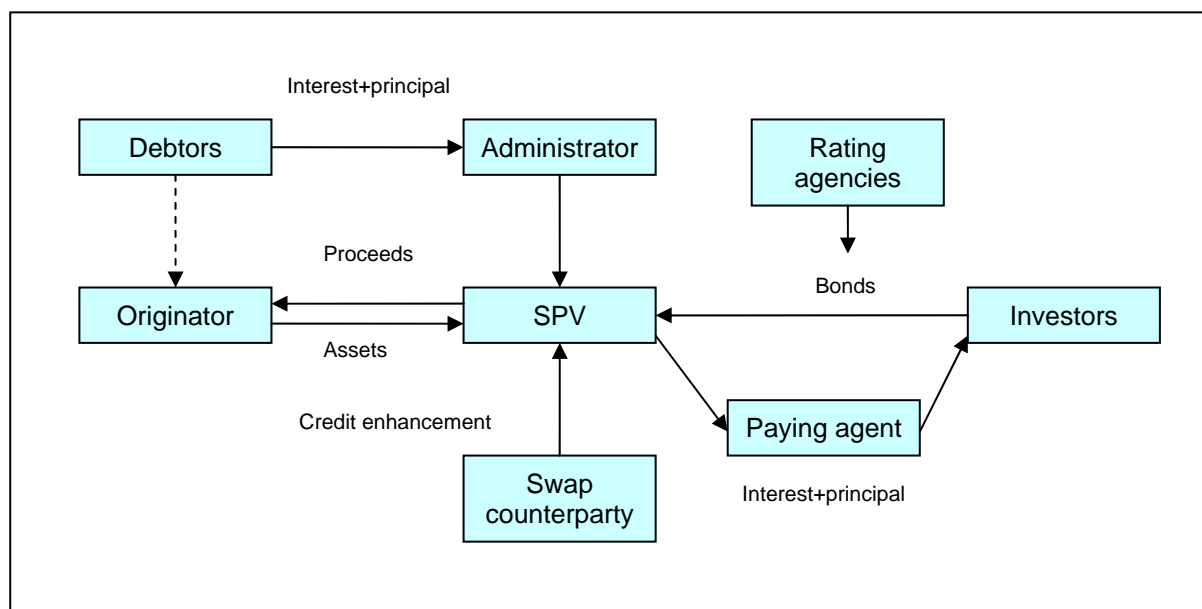 Interest+principal
Debtors
Administrator
Rating
agencies
Proceeds
Bonds
Originator
SPV
Investors
Assets
Credit enhancement
Paying agent
Swap
counterparty
Interest+principal